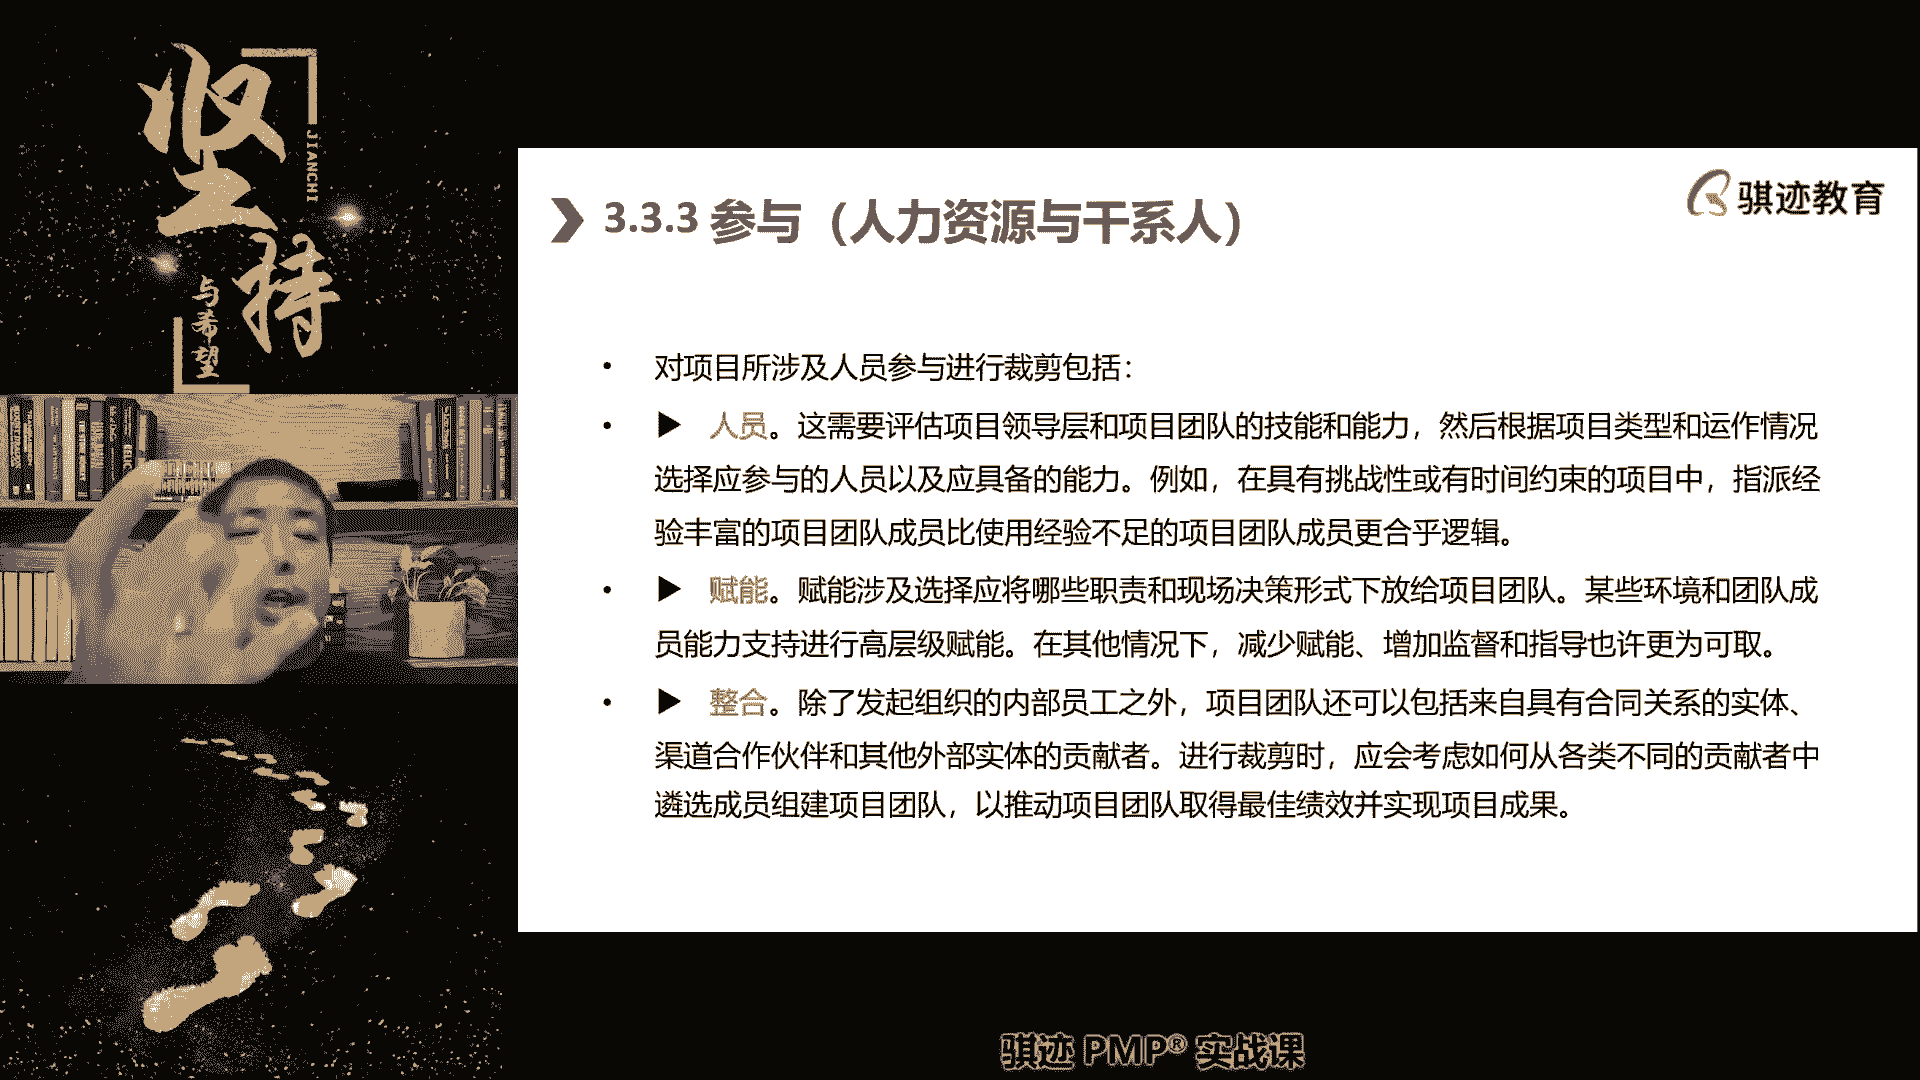 坚持
JIANCHI
与希望
骐迹教育
3.3.3 参与（人力资源与干系人）
• 对项目所涉及人员参与进行裁剪包括：
• ▶ 人员。这需要评估项目领导层和项目团队的技能和能力，然后根据项目类型和运作情况
选择应参与的人员以及应具备的能力。例如，在具有挑战性或有时间约束的项目中，指派经
验丰富的项目团队成员比使用经验不足的项目团队成员更合乎逻辑。
• ▶ 赋能。赋能涉及选择应将哪些职责和现场决策形式下放给项目团队。某些环境和团队成
员能力支持进行高层级赋能。在其他情况下，减少赋能、增加监督和指导也许更为可取。
• ▶ 整合。除了发起组织的内部员工之外，项目团队还可以包括来自具有合同关系的实体、
渠道合作伙伴和其他外部实体的贡献者。进行裁剪时，应会考虑如何从各类不同的贡献者中
遴选成员组建项目团队，以推动项目团队取得最佳绩效并实现项目成果。
骐迹 PMP® 实战课